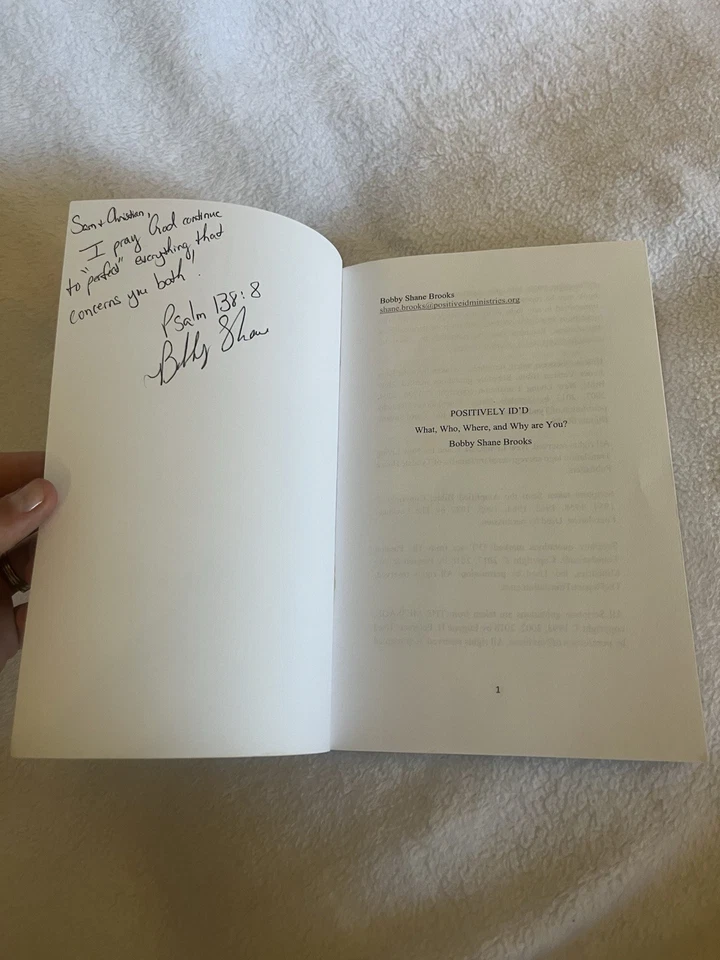 Sam + Christian,
I pray God continue
to "perfect" everything that
concerns you both!
Psalm 138:8
Bobby Shane
Bobby Shane Brooks
shane.brooks@positiveidministries.org
POSITIVELY ID'D
What, Who, Where, and Why are You?
Bobby Shane Brooks
1